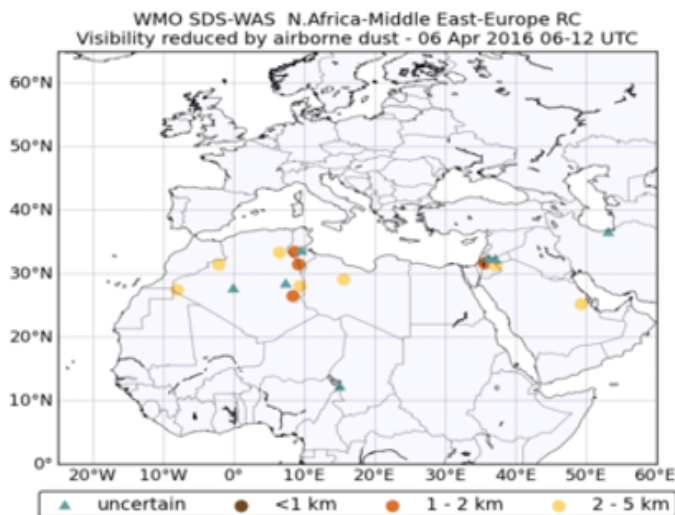 WMO SDS-WAS N.Africa-Middle East-Europe RC
Visibility reduced by airborne dust - 06 Apr 2016 06-12 UTC
60°N
50°N
40°N
30°N
20°N
10°N
0°
20°W 10°W 0° 10°E 20°E 30°E 40°E 50°E 60°E
uncertain <1 km 1 - 2 km 2 - 5 km